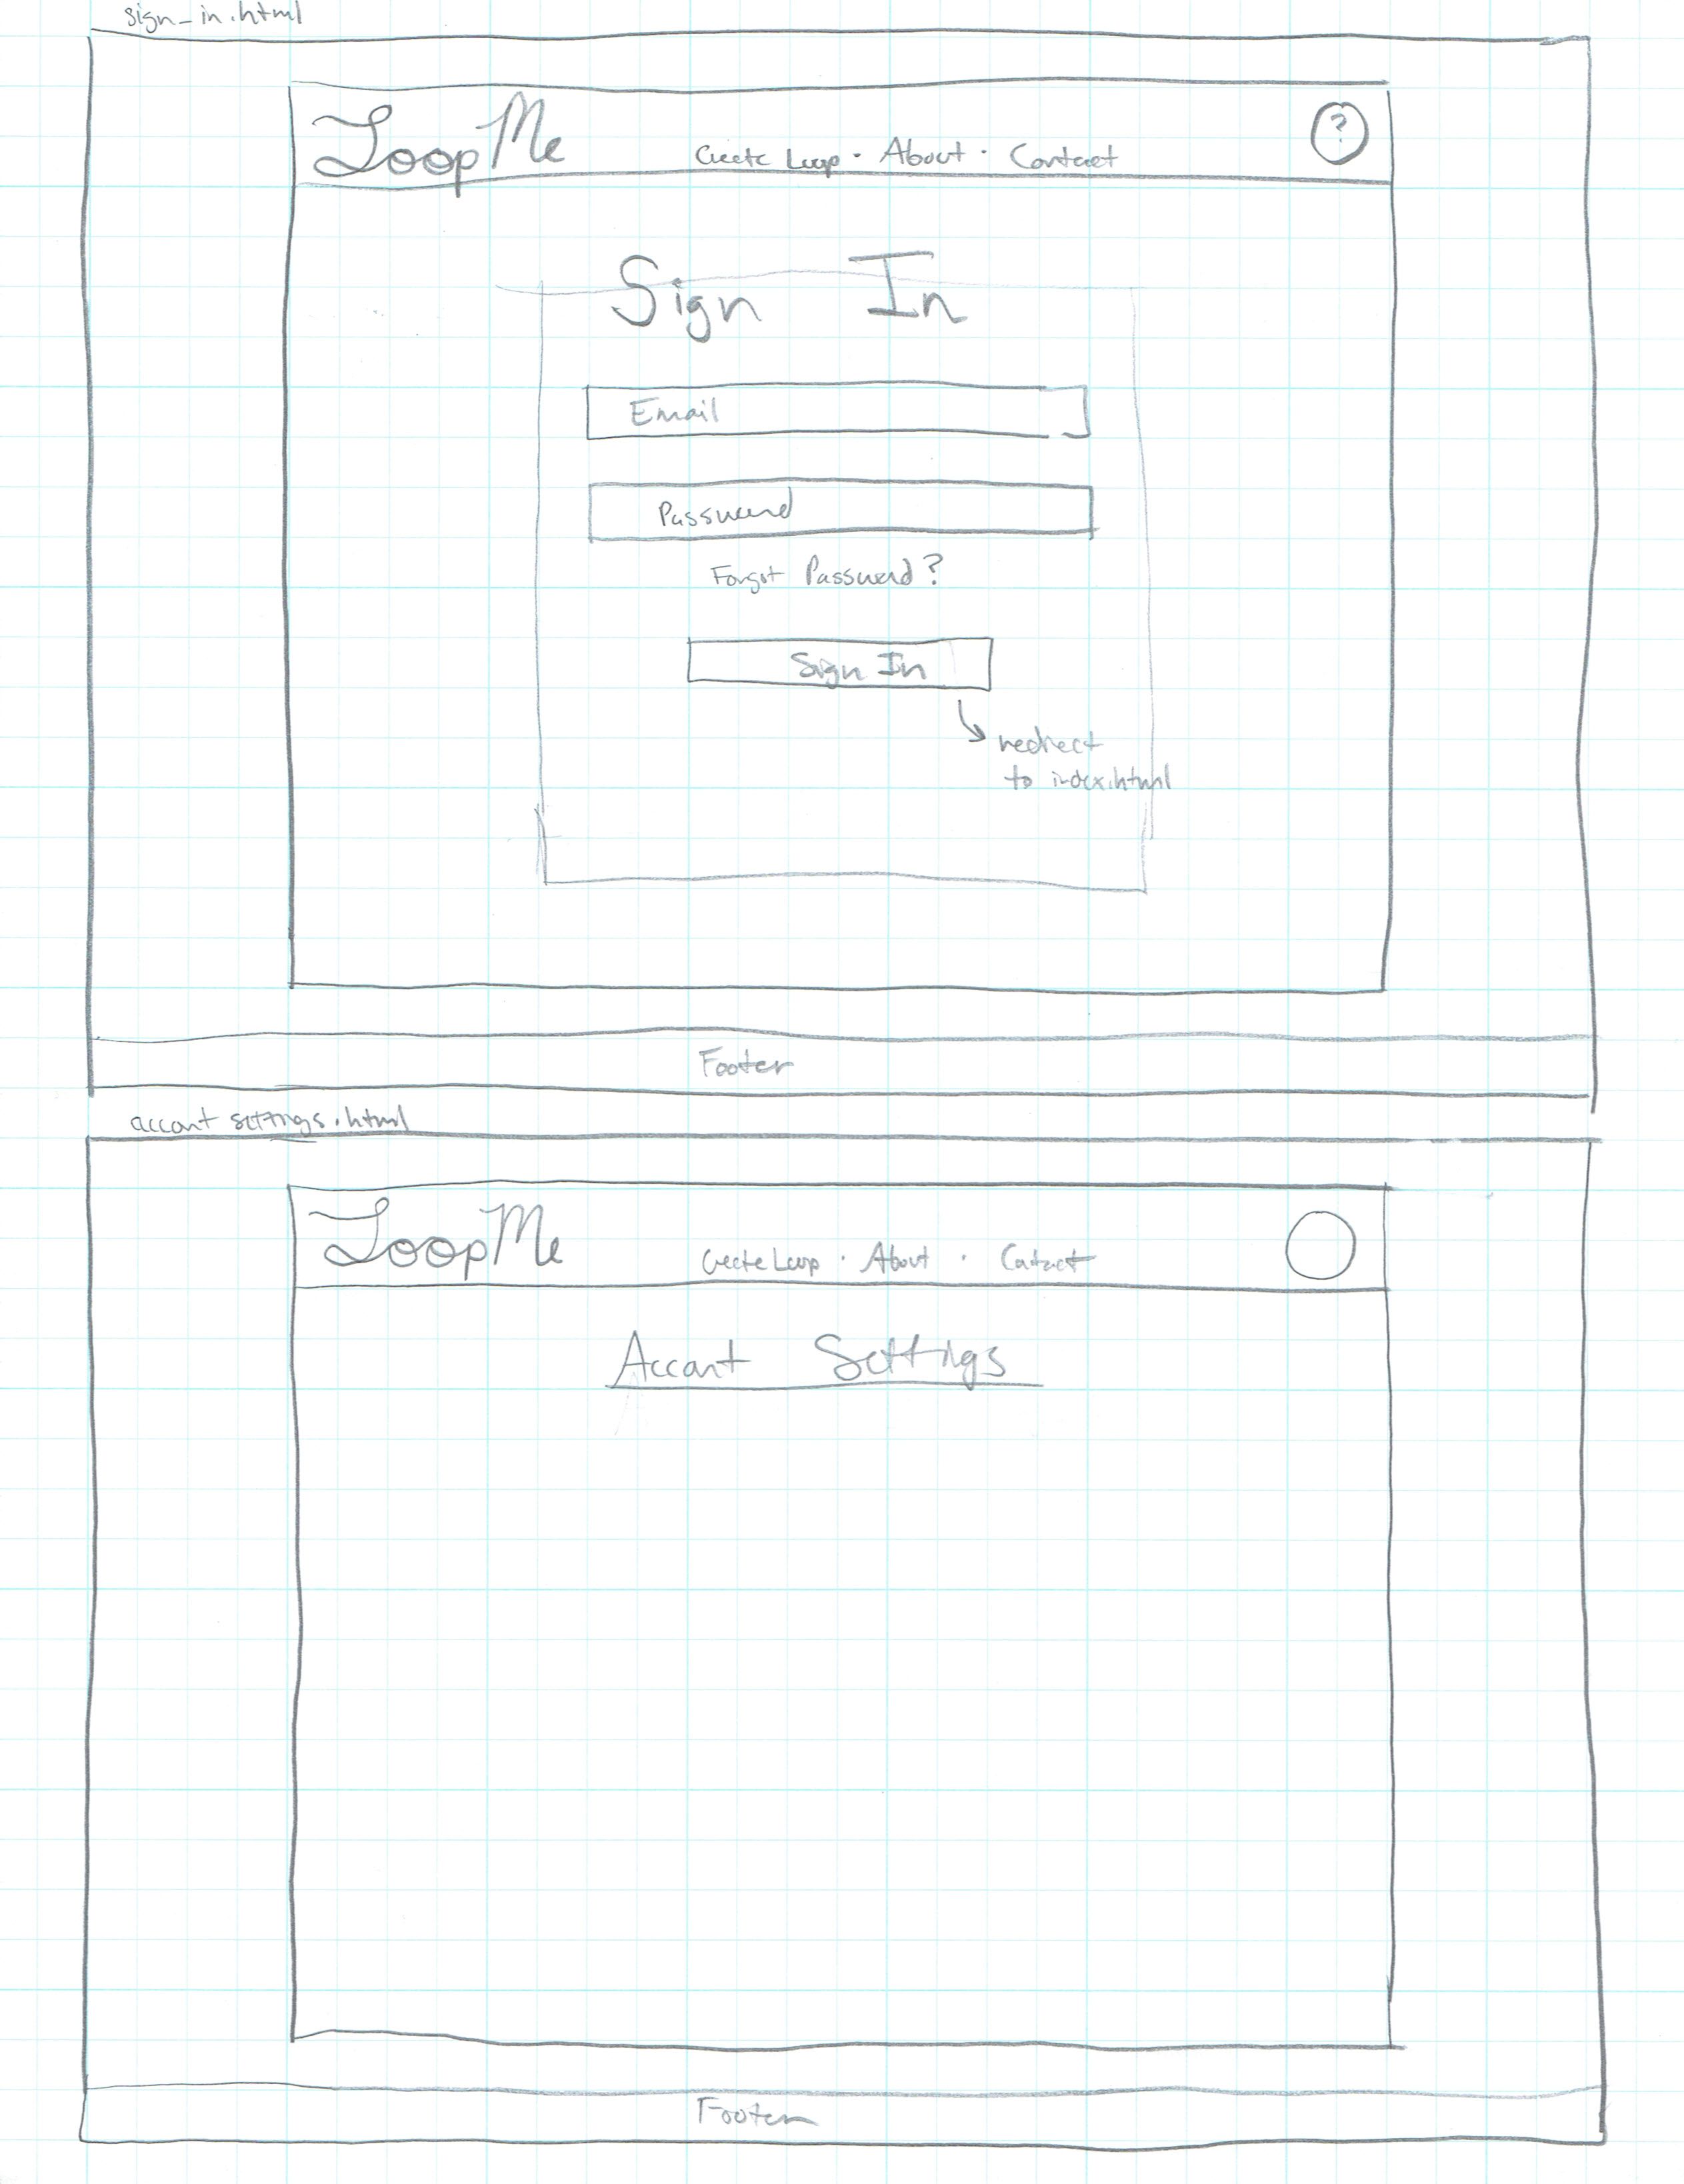 sign_in.html
LoopMe Create Loop · About · Contact ?
Sign In
Email
Password
Forgot Password?
Sign In
redirect
to index.html
Footer
account settings.html
LoopMe Create Loop · About · Contact
Account Settings
Footer